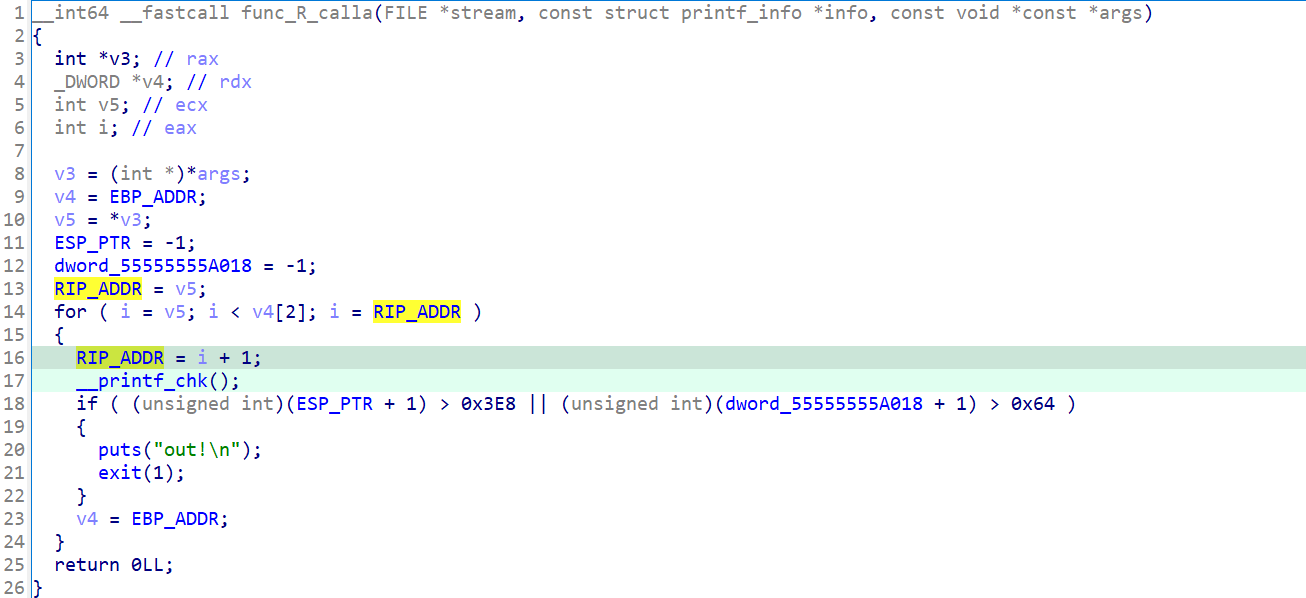 1 __int64 __fastcall func_R_calla(FILE *stream, const struct printf_info *info, const void *const *args)
2 {
3   int *v3; // rax
4   _DWORD *v4; // rdx
5   int v5; // ecx
6   int i; // eax
7
8   v3 = (int *)*args;
9   v4 = EBP_ADDR;
10   v5 = *v3;
11   ESP_PTR = -1;
12   dword_55555555A018 = -1;
13   RIP_ADDR = v5;
14   for ( i = v5; i < v4[2]; i = RIP_ADDR )
15   {
16     RIP_ADDR = i + 1;
17     __printf_chk();
18     if ( (unsigned int)(ESP_PTR + 1) > 0x3E8 || (unsigned int)(dword_55555555A018 + 1) > 0x64 )
19     {
20       puts("out!\n");
21       exit(1);
22     }
23     v4 = EBP_ADDR;
24   }
25   return 0LL;
26 }